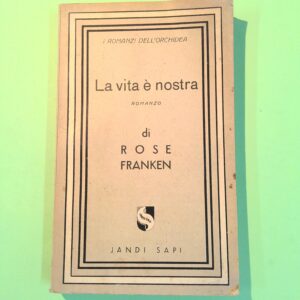 I ROMANZI DELL'ORCHIDEA
La vita è nostra
ROMANZO
di
ROSE
FRANKEN
JANDI SAPI